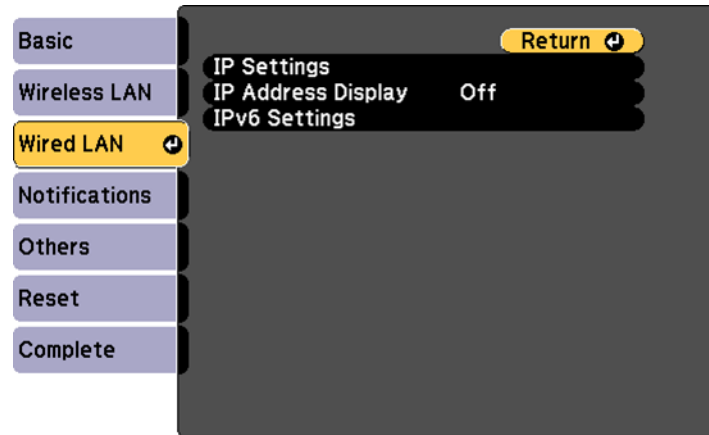 Basic
Wireless LAN
Wired LAN
Notifications
Others
Reset
Complete
Return
IP Settings
IP Address Display Off
IPv6 Settings